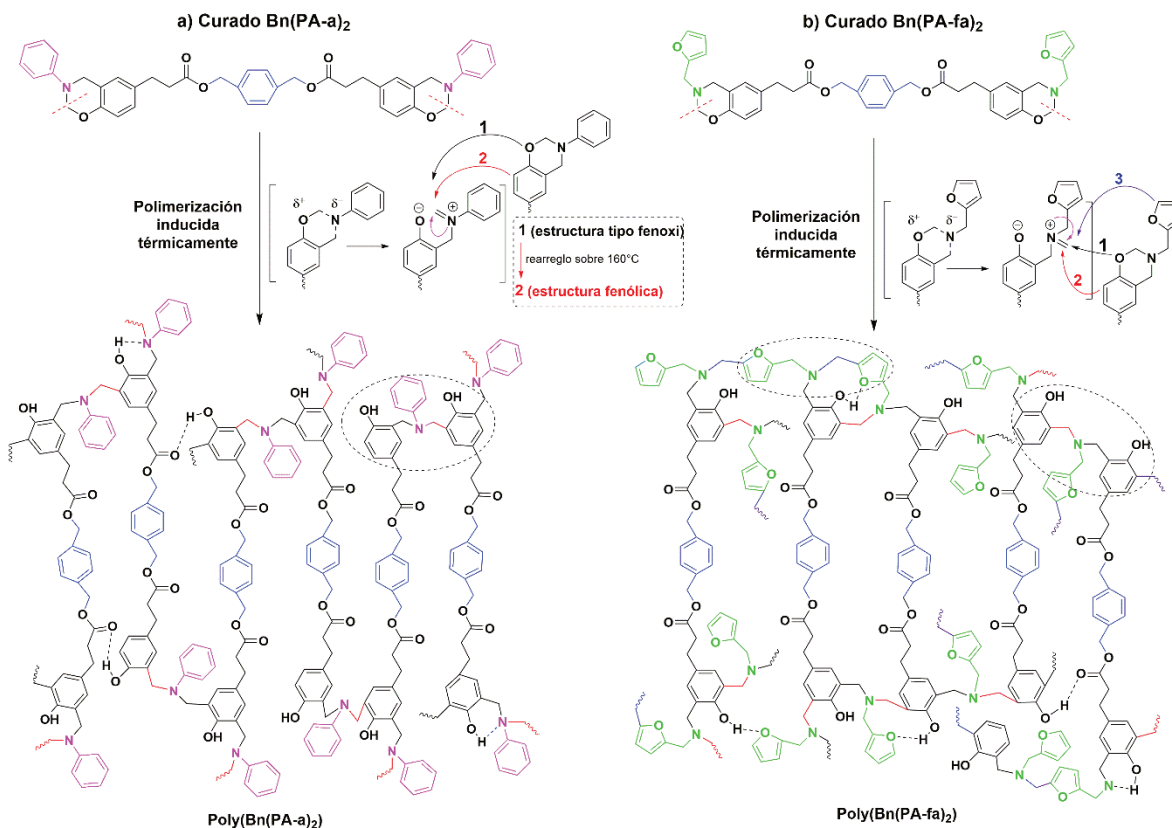 a) Curado Bn(PA-a)2
b) Curado Bn(PA-fa)2
Polimerización
inducida
térmicamente
δ+
δ-
1
2
1 (estructura tipo fenoxi)
rearreglo sobre 160°C
2 (estructura fenólica)
Polimerización
inducida
térmicamente
δ+
δ-
3
1
2
Poly(Bn(PA-a)2)
Poly(Bn(PA-fa)2)